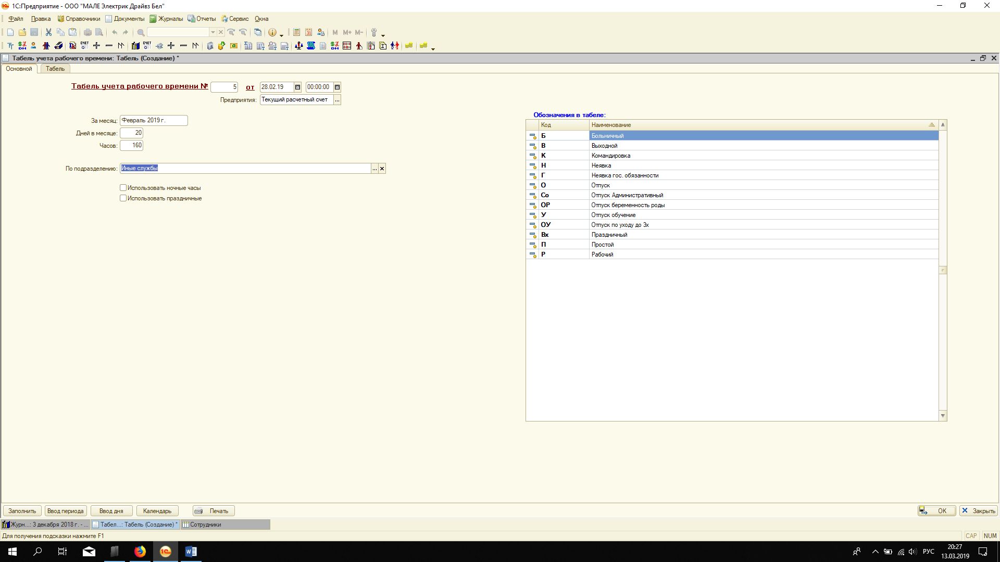 1С:Предприятие - ООО "МАЛЕ Электрик Драйвз Бел"
Файл Правка Справочники Документы Журналы Отчеты Сервис Окна
M M+ M-
Табель учета рабочего времени: Табель (Создание) *
Основной Табель
Табель учета рабочего времени № 5 от 28.02.19 00:00:00
Предприятия: Текущий расчетный счет ...
За месяц: Февраль 2019 г.
Дней в месяце: 20
Часов: 160
По подразделению: Иные службы ... x
Использовать ночные часы
Использовать праздничные
Обозначения в табеле:
Код Наименование
Б Больничный
В Выходной
К Командировка
Н Неявка
Г Неявка гос. обязанности
О Отпуск
Со Отпуск Административный
ОР Отпуск беременность роды
У Отпуск обучение
ОУ Отпуск по уходу до 3х
Вх Праздничный
П Простой
Р Рабочий
Заполнить Ввод периода Ввод дня Календарь Печать OK Закрыть
Журн...: 3 декабря 2018 г. - ... Табел...: Табель (Создание) * Сотрудники
Для получения подсказки нажмите F1 CAP NUM
РУС 20:27
13.03.2019